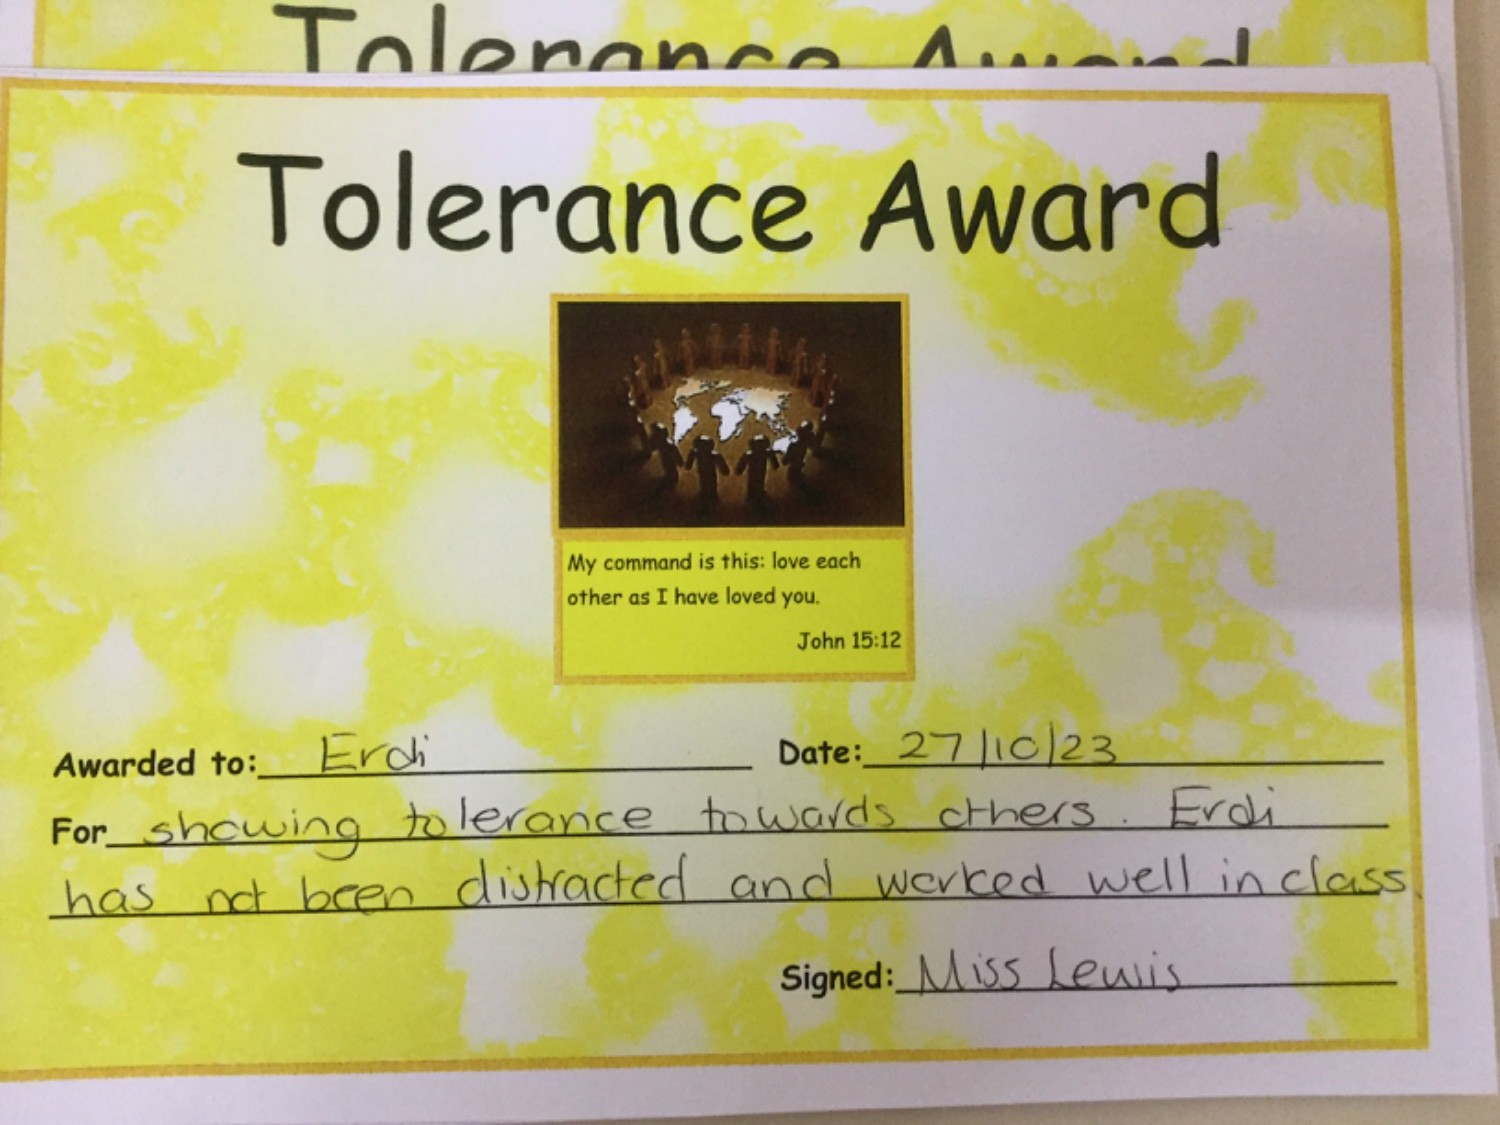 Tolerance Award
Tolerance Award
My command is this: love each
other as I have loved you.
John 15:12
Awarded to: Erdi Date: 27/10/23
For showing tolerance towards others. Erdi
has not been distracted and worked well in class
Signed: Miss Lewis